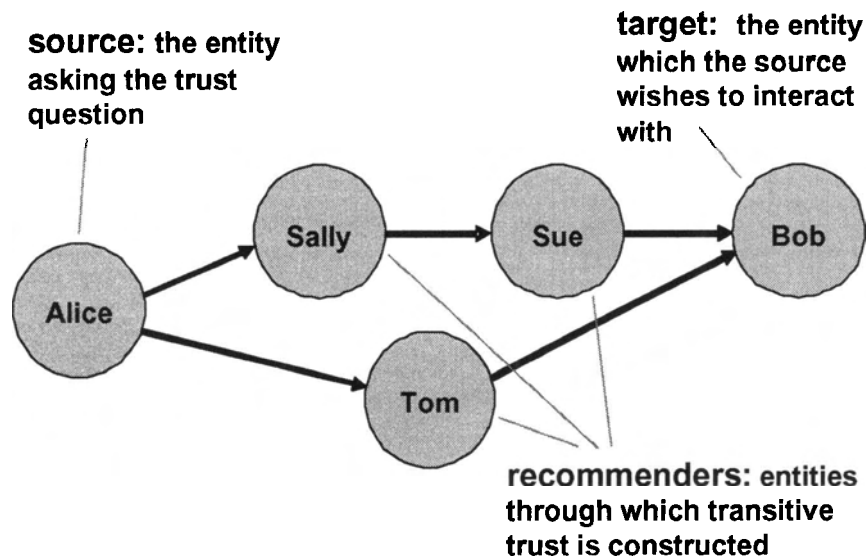 source: the entity
asking the trust
question
target: the entity
which the source
wishes to interact
with
Sally
Sue
Bob
Alice
Tom
recommenders: entities
through which transitive
trust is constructed